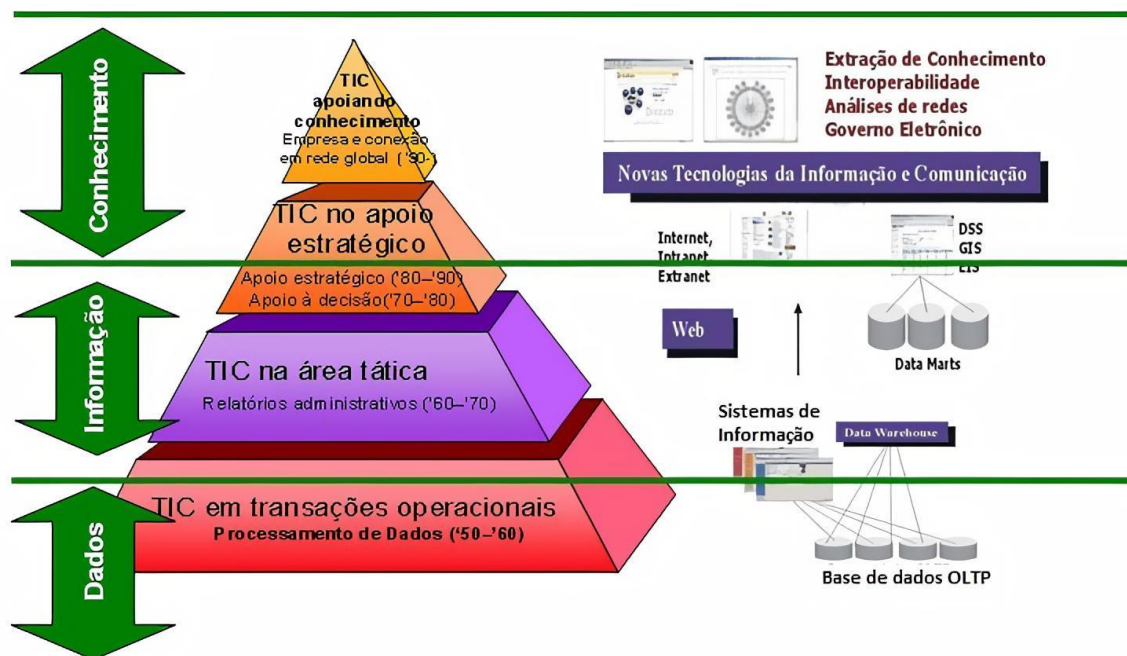 Conhecimento
Informação
Dados
TIC
apoiando
conhecimento
Empresa e conexão
em rede global ('90-)
TIC no apoio
estratégico
Apoio estratégico ('80–'90)
Apoio à decisão('70–'80)
TIC na área tática
Relatórios administrativos ('60–'70)
TIC em transações operacionais
Processamento de Dados ('50–'60)
Extração de Conhecimento
Interoperabilidade
Análises de redes
Governo Eletrônico
Novas Tecnologias da Informação e Comunicação
Internet,
Intranet
Extranet
DSS
GIS
EIS
Web
Data Marts
Sistemas de
Informação
Data Warehouse
Base de dados OLTP